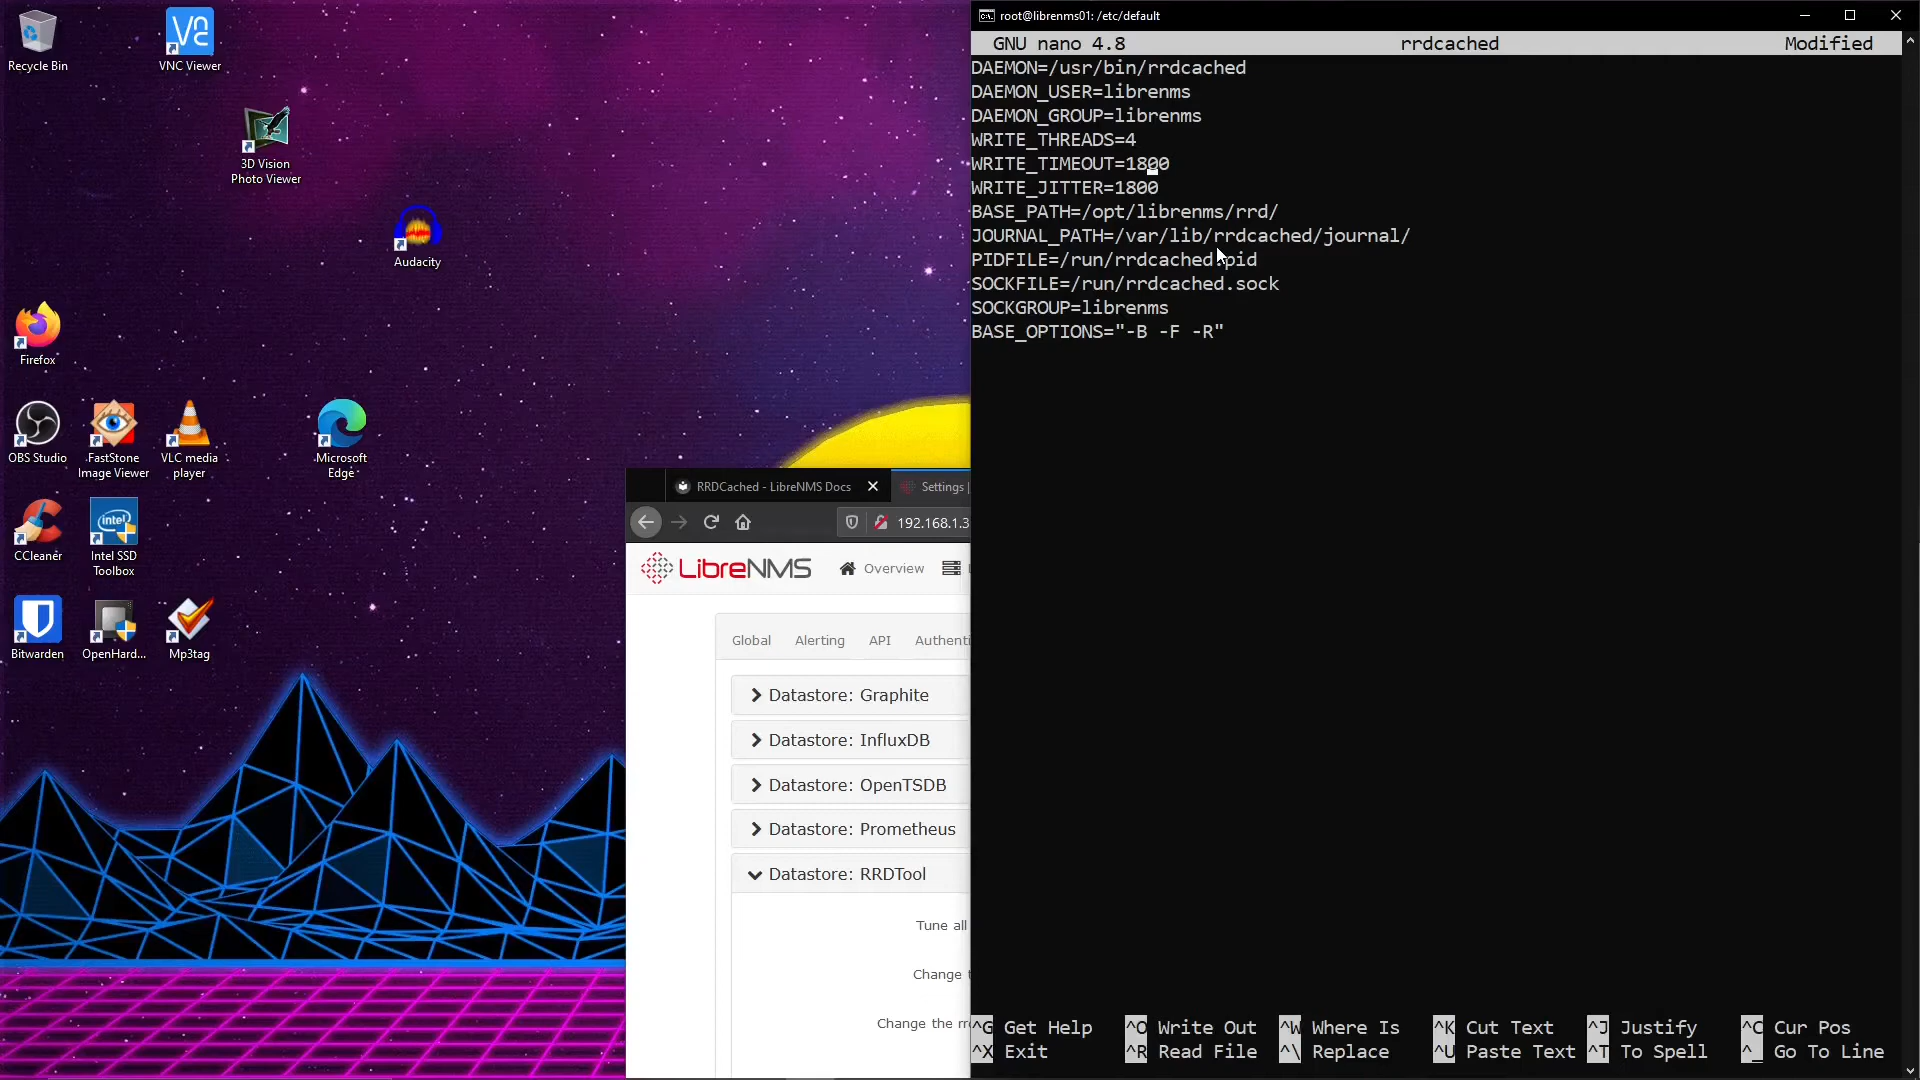 Recycle Bin
VNC Viewer
3D Vision
Photo Viewer
Audacity
Firefox
OBS Studio
FastStone
Image Viewer
VLC media
player
Microsoft
Edge
CCleaner
Intel SSD
Toolbox
Bitwarden
OpenHard...
Mp3tag
RRDCached - LibreNMS Docs
Settings |
192.168.1.3
LibreNMS
Overview
Global
Alerting
API
Authenti
Datastore: Graphite
Datastore: InfluxDB
Datastore: OpenTSDB
Datastore: Prometheus
Datastore: RRDTool
Tune all
Change t
Change the rr
root@librenms01: /etc/default
GNU nano 4.8 rrdcached Modified
DAEMON=/usr/bin/rrdcached
DAEMON_USER=librenms
DAEMON_GROUP=librenms
WRITE_THREADS=4
WRITE_TIMEOUT=1800
WRITE_JITTER=1800
BASE_PATH=/opt/librenms/rrd/
JOURNAL_PATH=/var/lib/rrdcached/journal/
PIDFILE=/run/rrdcached.pid
SOCKFILE=/run/rrdcached.sock
SOCKGROUP=librenms
BASE_OPTIONS="-B -F -R"
^G Get Help ^O Write Out ^W Where Is ^K Cut Text ^J Justify ^C Cur Pos
^X Exit ^R Read File ^\ Replace ^U Paste Text ^T To Spell ^_ Go To Line